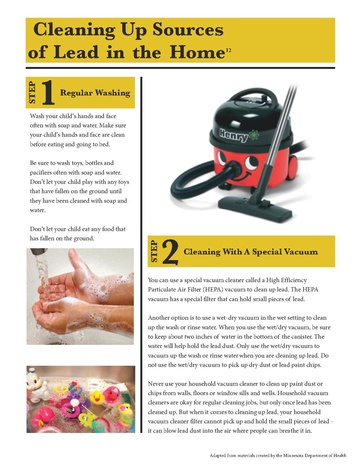 Cleaning Up Sources
of Lead in the Home12
STEP 1 Regular Washing
Wash your child's hands and face
often with soap and water. Make sure
your child's hands and face are clean
before eating and going to bed.
Be sure to wash toys, bottles and
pacifiers often with soap and water.
Don't let your child play with any toys
that have fallen on the ground until
they have been cleaned with soap and
water.
Don't let your child eat any food that
has fallen on the ground.
Henry
STEP 2 Cleaning With A Special Vacuum
You can use a special vacuum cleaner called a High Efficiency
Particulate Air Filter (HEPA) vacuum to clean up lead. The HEPA
vacuum has a special filter that can hold small pieces of lead.
Another option is to use a wet-dry vacuum in the wet setting to clean
up the wash or rinse water. When you use the wet/dry vacuum, be sure
to keep about two inches of water in the bottom of the canister. The
water will help hold the lead dust. Only use the wet/dry vacuum to
vacuum up the wash or rinse water when you are cleaning up lead. Do
not use the wet/dry vacuum to pick up dry dust or lead paint chips.
Never use your household vacuum cleaner to clean up paint dust or
chips from walls, floors or window sills and wells. Household vacuum
cleaners are okay for regular cleaning jobs, but only once lead has been
cleaned up. But when it comes to cleaning up lead, your household
vacuum cleaner filter cannot pick up and hold the small pieces of lead -
it can blow lead dust into the air where people can breathe it in.
Adapted from materials created by the Minnesota Department of Health